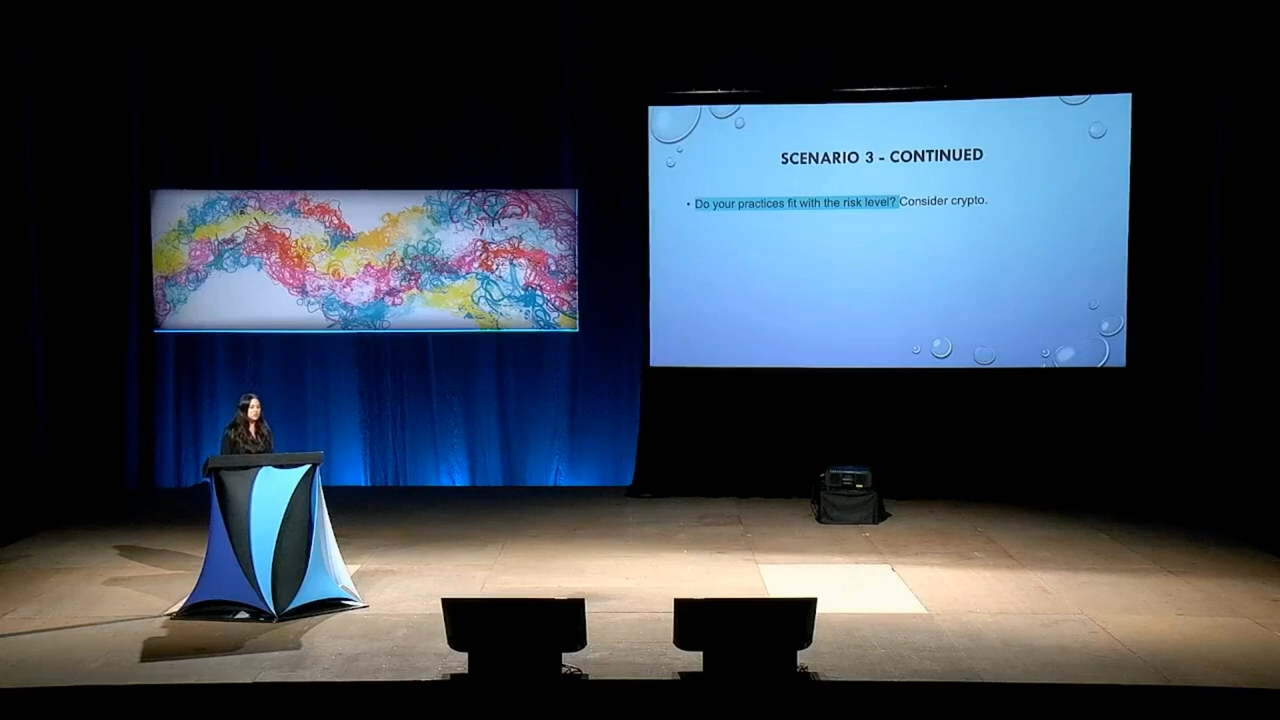 SCENARIO 3 - CONTINUED
• Do your practices fit with the risk level? Consider crypto.